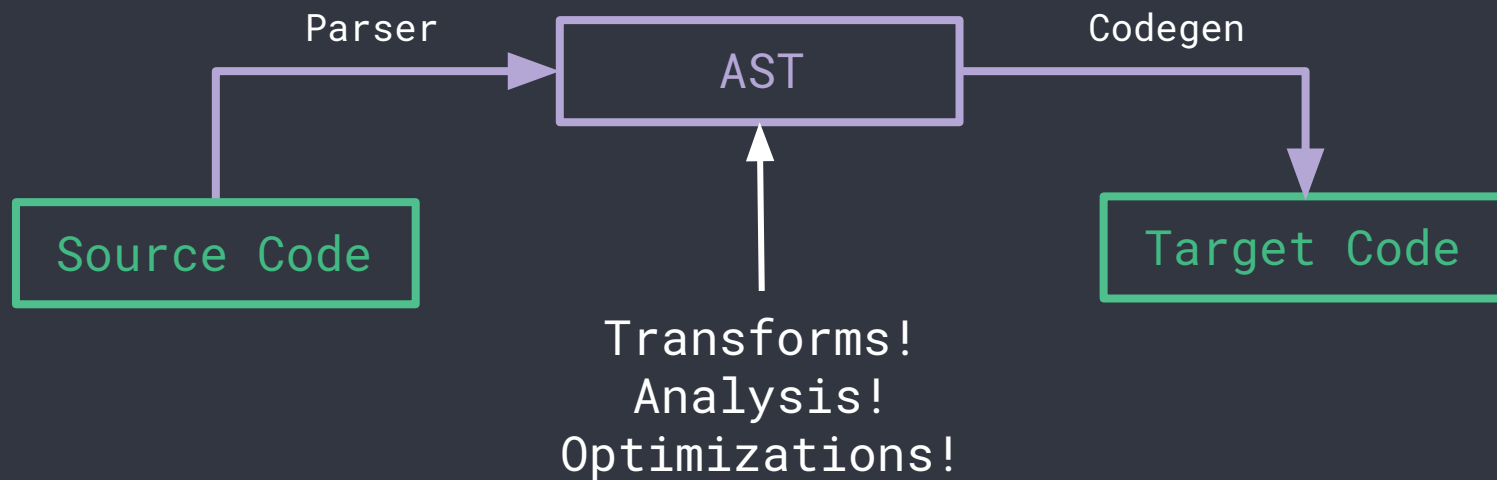 Parser
AST
Codegen
Source Code
Target Code
Transforms!
Analysis!
Optimizations!